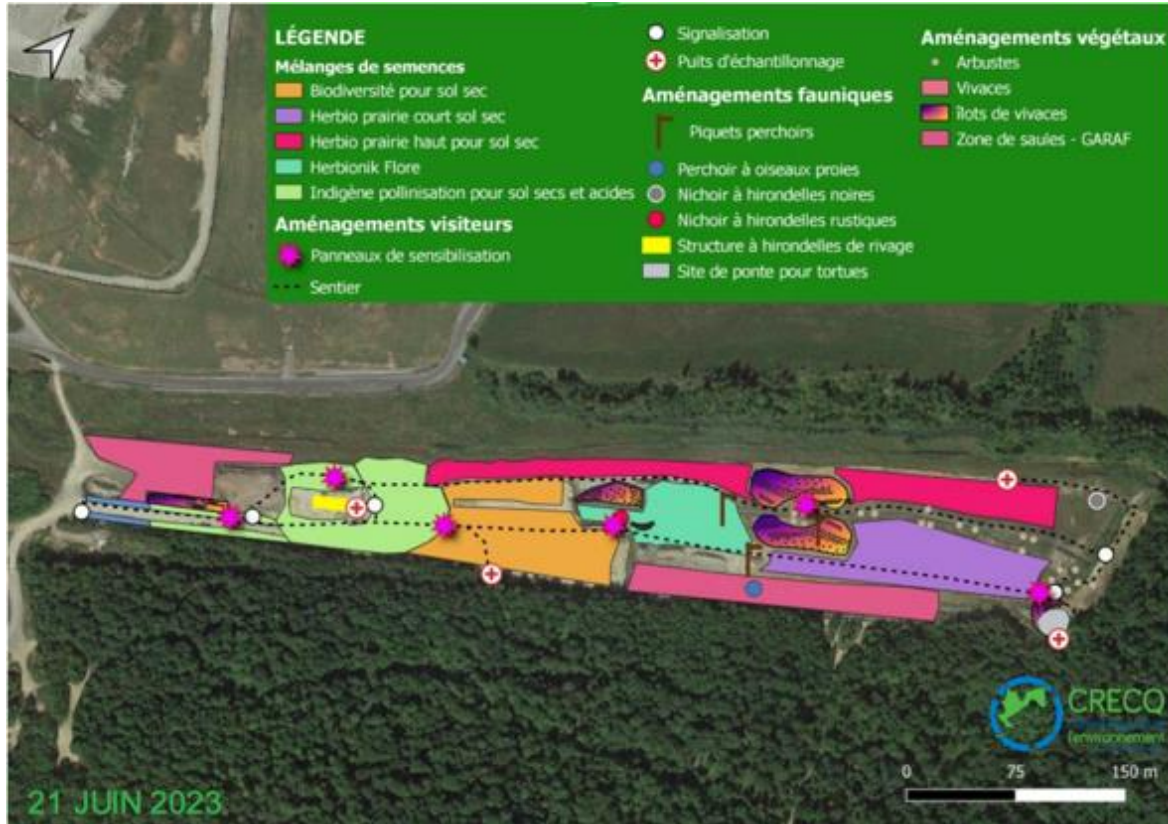 LÉGENDE
Mélanges de semences
Biodiversité pour sol sec
Herbio prairie court sol sec
Herbio prairie haut pour sol sec
Herbionik Flore
Indigène pollinisation pour sol secs et acides
Aménagements visiteurs
Panneaux de sensibilisation
Sentier
Signalisation
Puits d'échantillonnage
Aménagements fauniques
Piquets perchoirs
Perchoir à oiseaux proies
Nichoir à hirondelles noires
Nichoir à hirondelles rustiques
Structure à hirondelles de rivage
Site de ponte pour tortues
Aménagements végétaux
Arbustes
Vivaces
îlots de vivaces
Zone de saules - GARAF
CRECQ
l'environnement
0 75 150 m
21 JUIN 2023